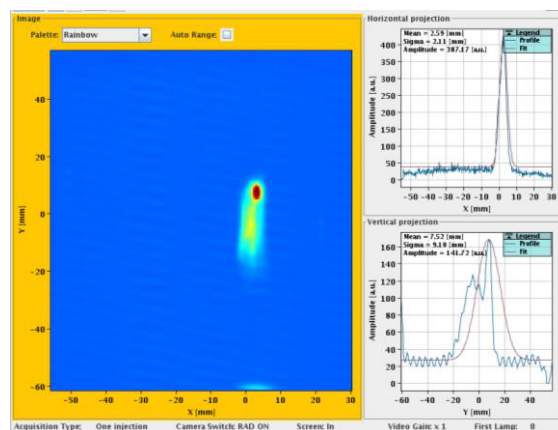 Image
Palette: Rainbow Auto Range:
40
20
0
-20
-40
-60
Y [mm]
-50 -40 -30 -20 -10 0 10 20 30
X [mm]
Horizontal projection
Mean = 2.59 [mm]
Sigma = 2.11 [mm]
Amplitude = 387.17 [a.u.]
Legend
Profile
Fit
Amplitude [a.u.]
400
350
300
250
200
150
100
50
0
-50 -40 -30 -20 -10 0 10 20 30
X [mm]
Vertical projection
Mean = 7.52 [mm]
Sigma = 9.18 [mm]
Amplitude = 141.72 [a.u.]
Legend
Profile
Fit
Amplitude [a.u.]
160
140
120
100
80
60
40
20
0
-60 -40 -20 0 20 40
Y [mm]
Acquisition Type: One injection Camera Switch: RAD ON Screen: In Video Gain: x 1 First Lamp: 0